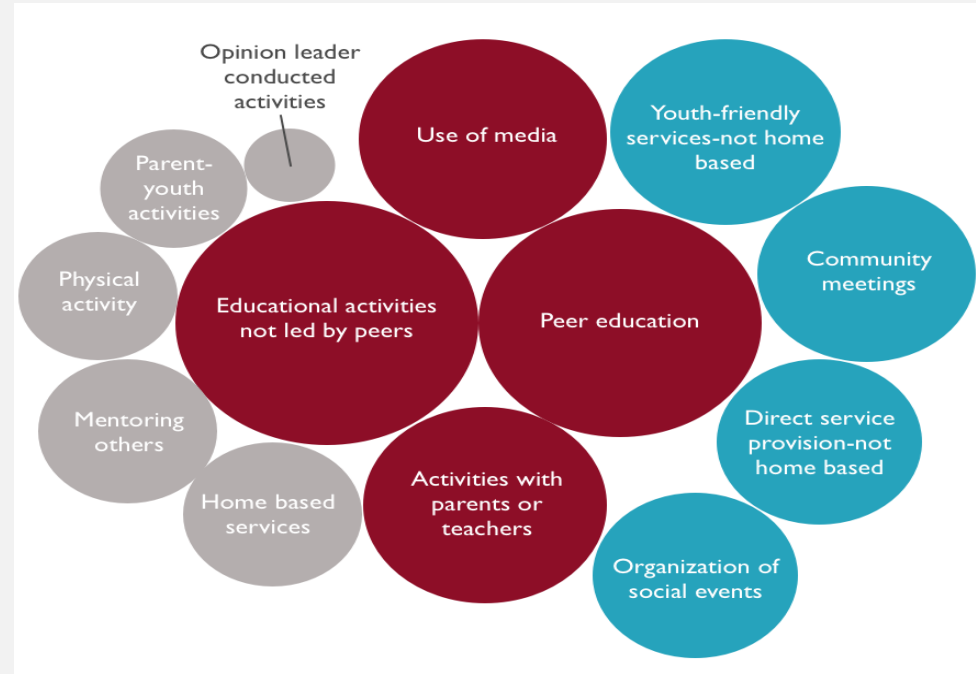 Opinion leader
conducted
activities
Use of media
Youth-friendly
services-not home
based
Parent-
youth
activities
Physical
activity
Educational activities
not led by peers
Peer education
Community
meetings
Mentoring
others
Direct service
provision-not
home based
Home based
services
Activities with
parents or
teachers
Organization of
social events